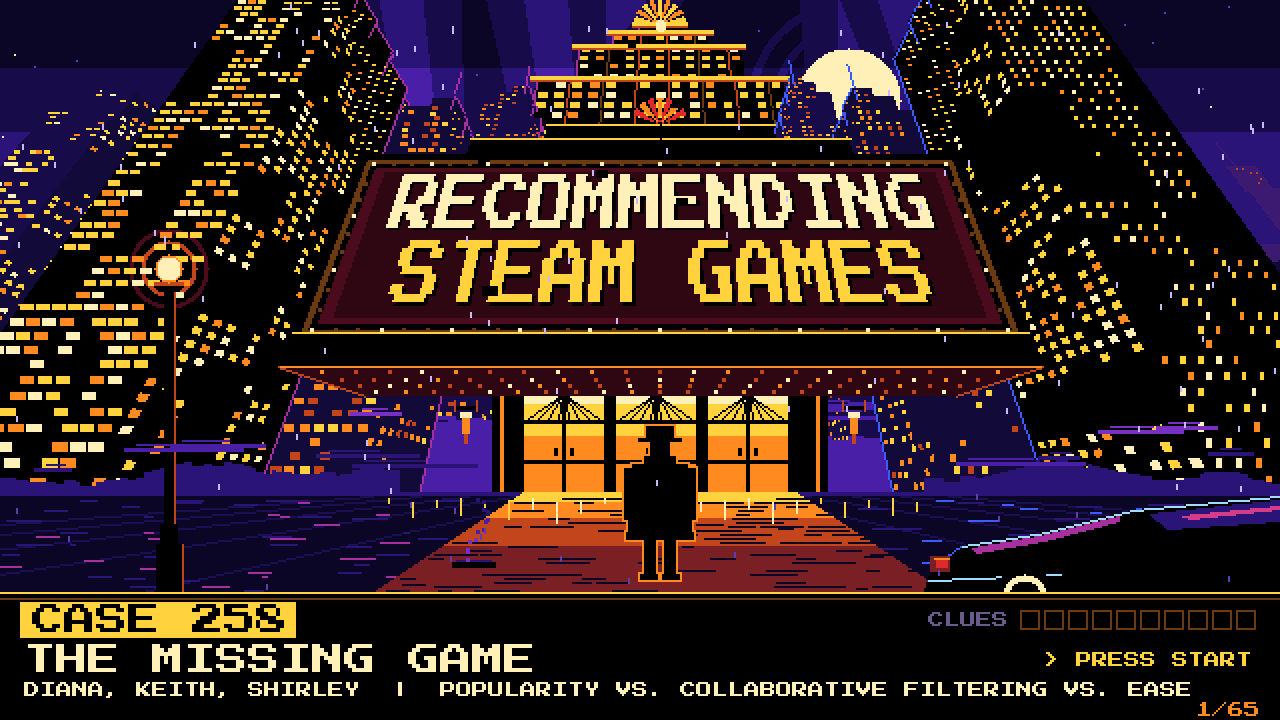 RECOMMENDING
STEAM GAMES
CASE 258
CLUES
THE MISSING GAME
> PRESS START
DIANA, KEITH, SHIRLEY | POPULARITY VS. COLLABORATIVE FILTERING VS. EASE
1/65